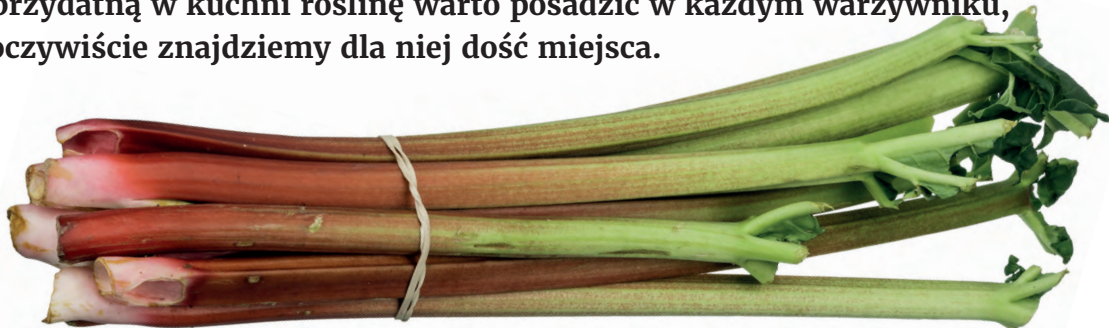 przydatną w kuchni roślinę warto posadzić w każdym warzywniku,
oczywiście znajdziemy dla niej dość miejsca.